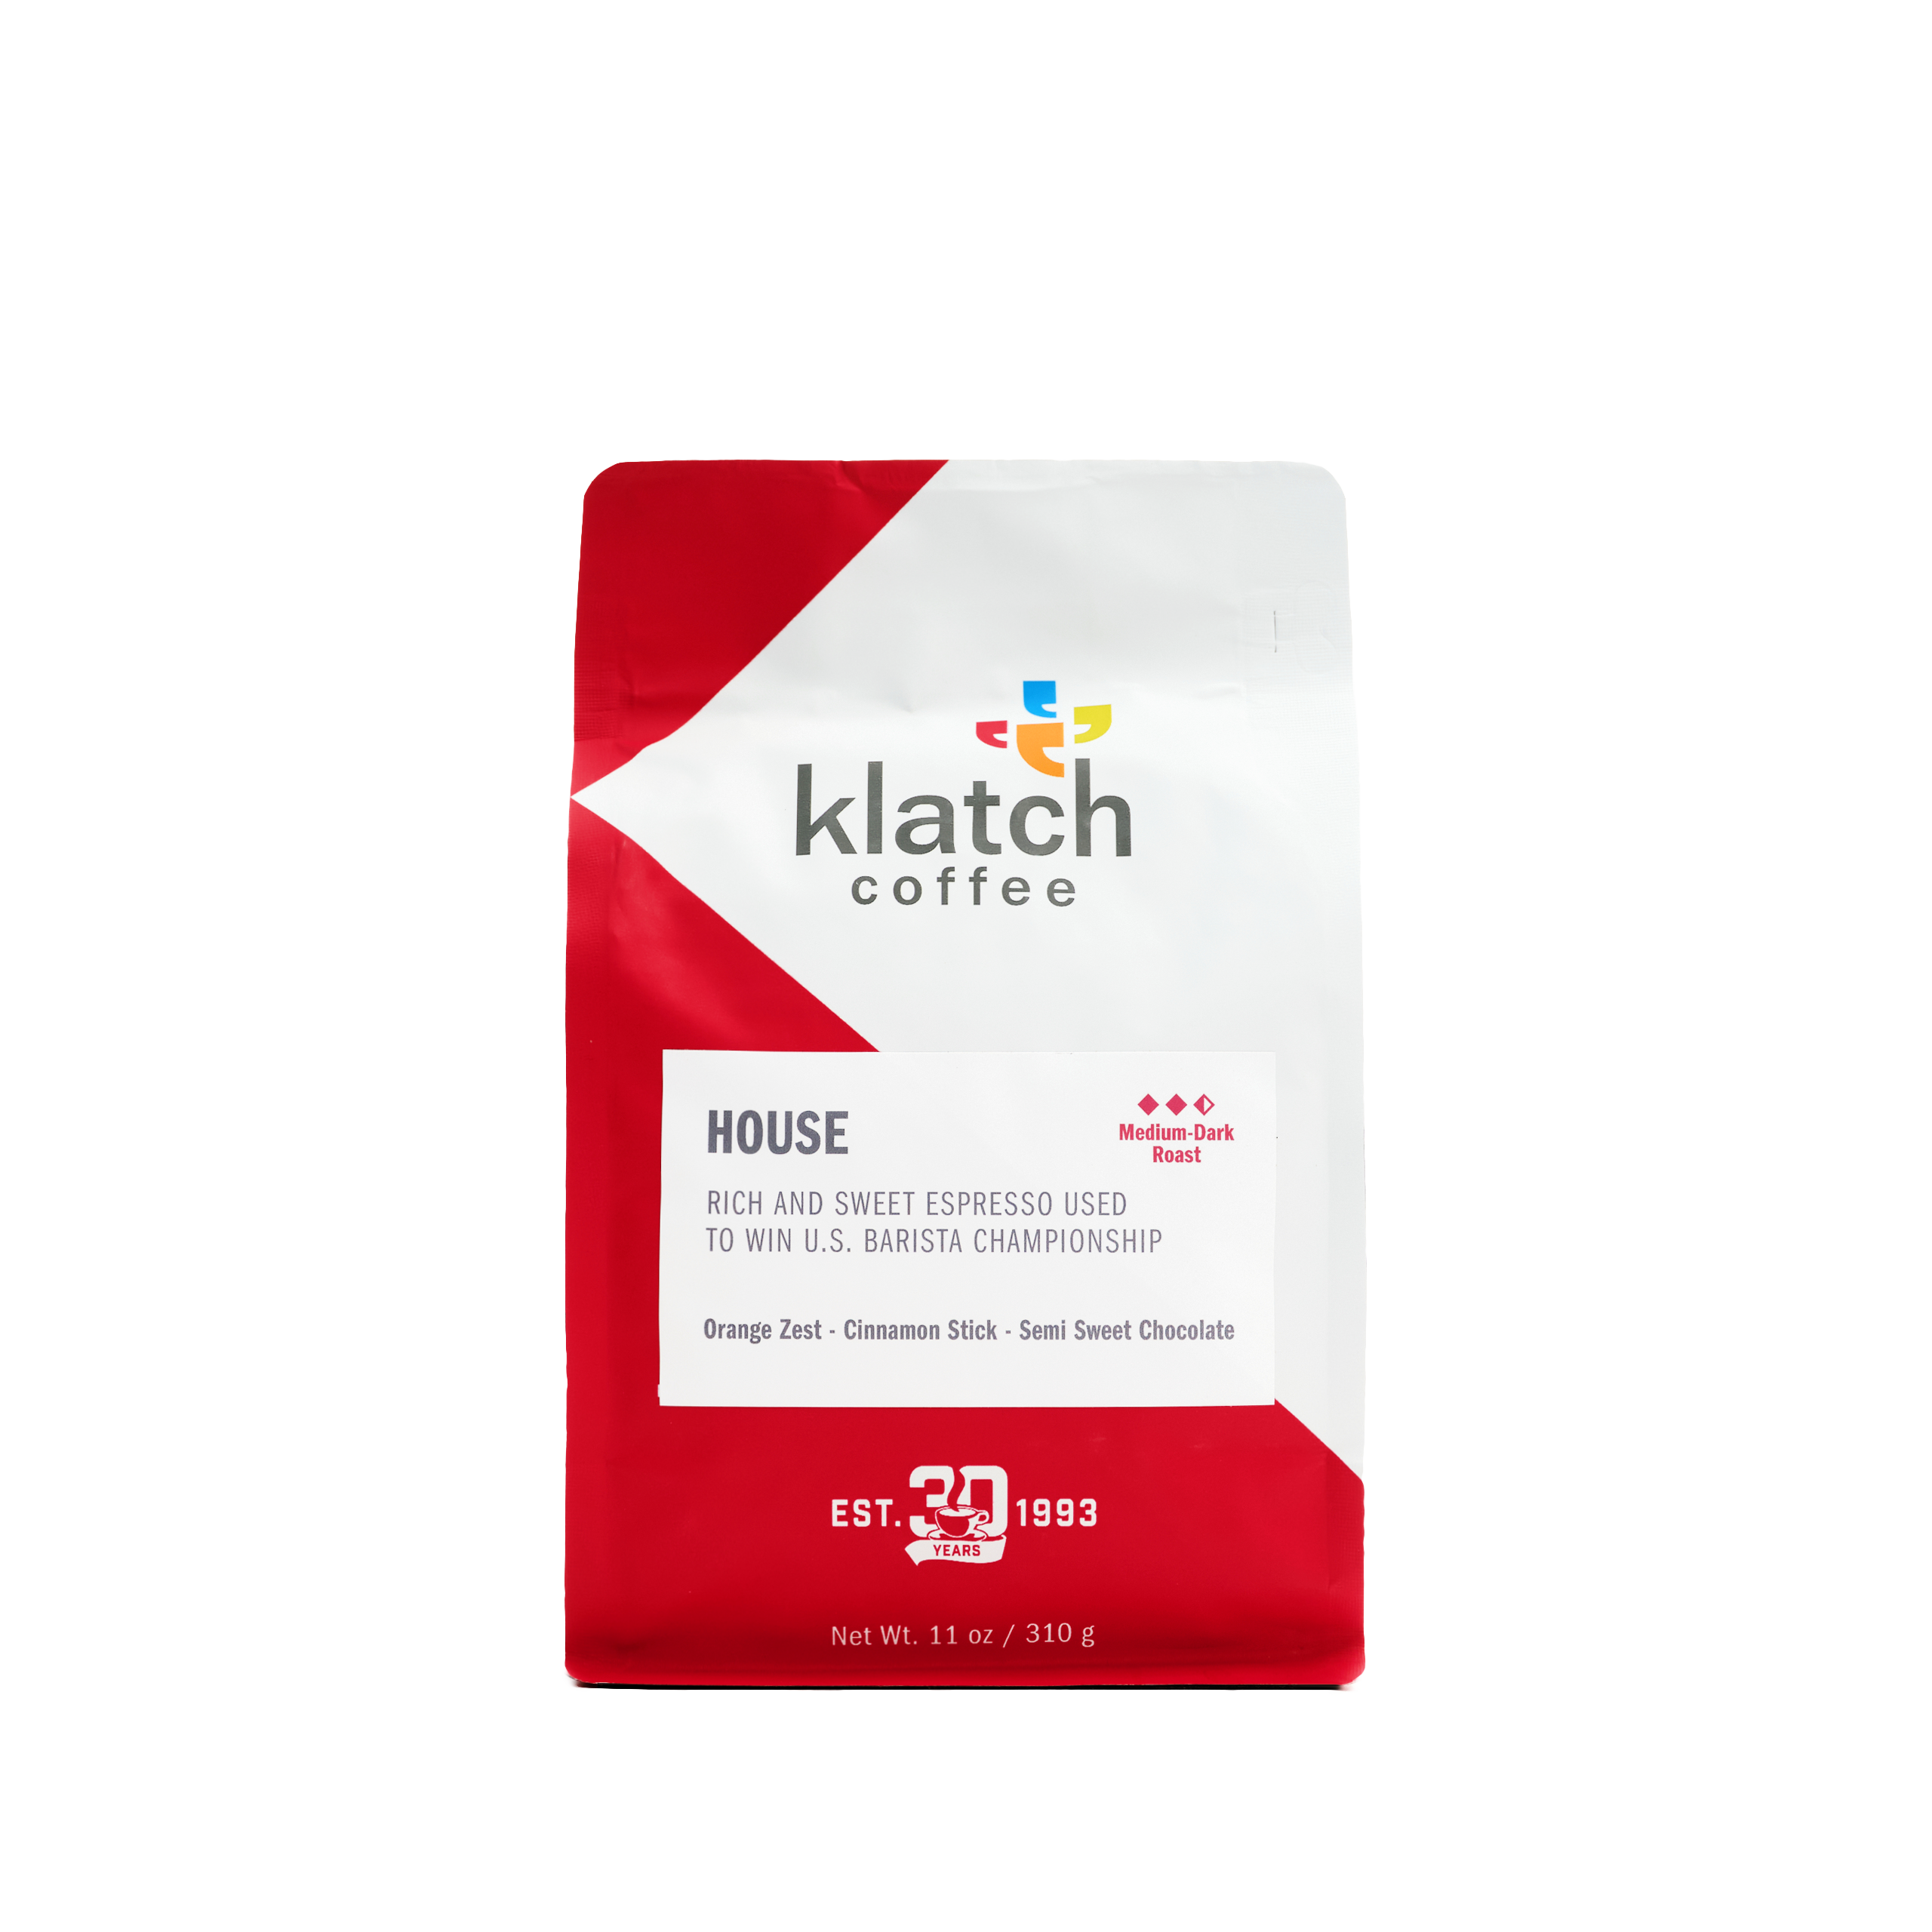 klatch
coffee
HOUSE
Medium-Dark
Roast
RICH AND SWEET ESPRESSO USED
TO WIN U.S. BARISTA CHAMPIONSHIP
Orange Zest - Cinnamon Stick - Semi Sweet Chocolate
EST. 30 1993
YEARS
Net Wt. 11 oz / 310 g